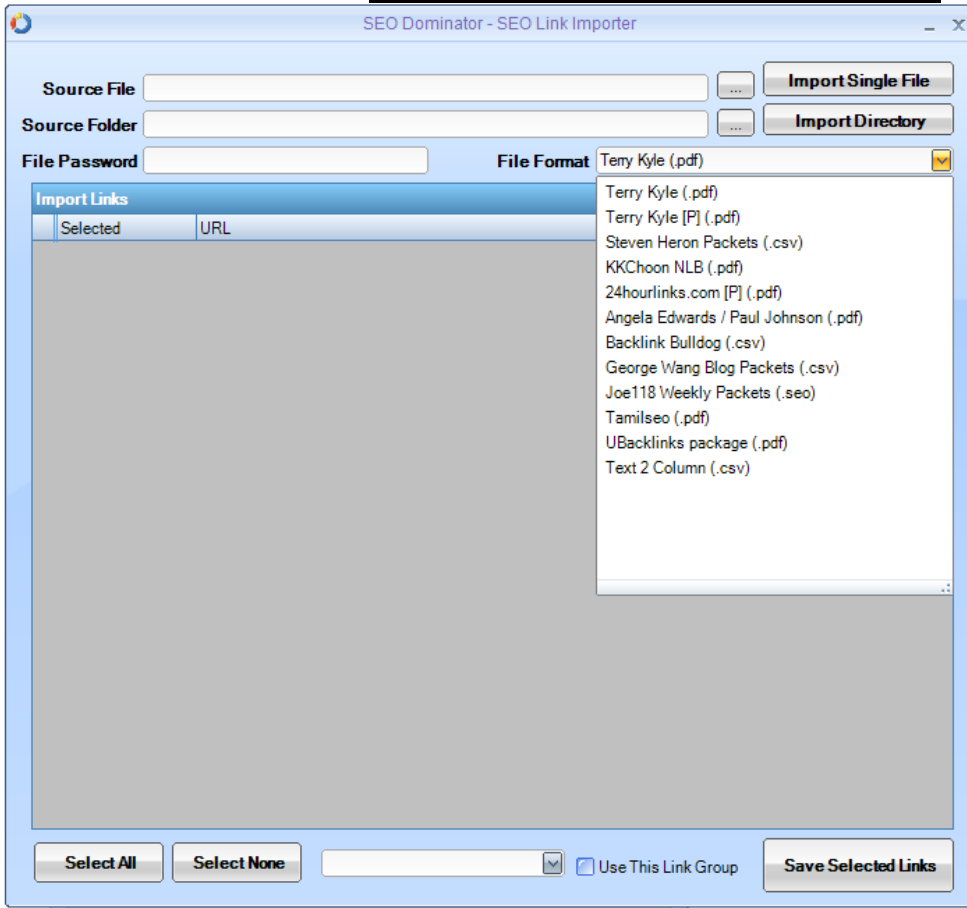 SEO Dominator - SEO Link Importer
Source File
...
Import Single File
Source Folder
...
Import Directory
File Password
File Format
Terry Kyle (.pdf)
Import Links
Selected
URL
Terry Kyle (.pdf)
Terry Kyle [P] (.pdf)
Steven Heron Packets (.csv)
KKChoon NLB (.pdf)
24hourlinks.com [P] (.pdf)
Angela Edwards / Paul Johnson (.pdf)
Backlink Bulldog (.csv)
George Wang Blog Packets (.csv)
Joe118 Weekly Packets (.seo)
Tamilseo (.pdf)
UBacklinks package (.pdf)
Text 2 Column (.csv)
Select All
Select None
Use This Link Group
Save Selected Links